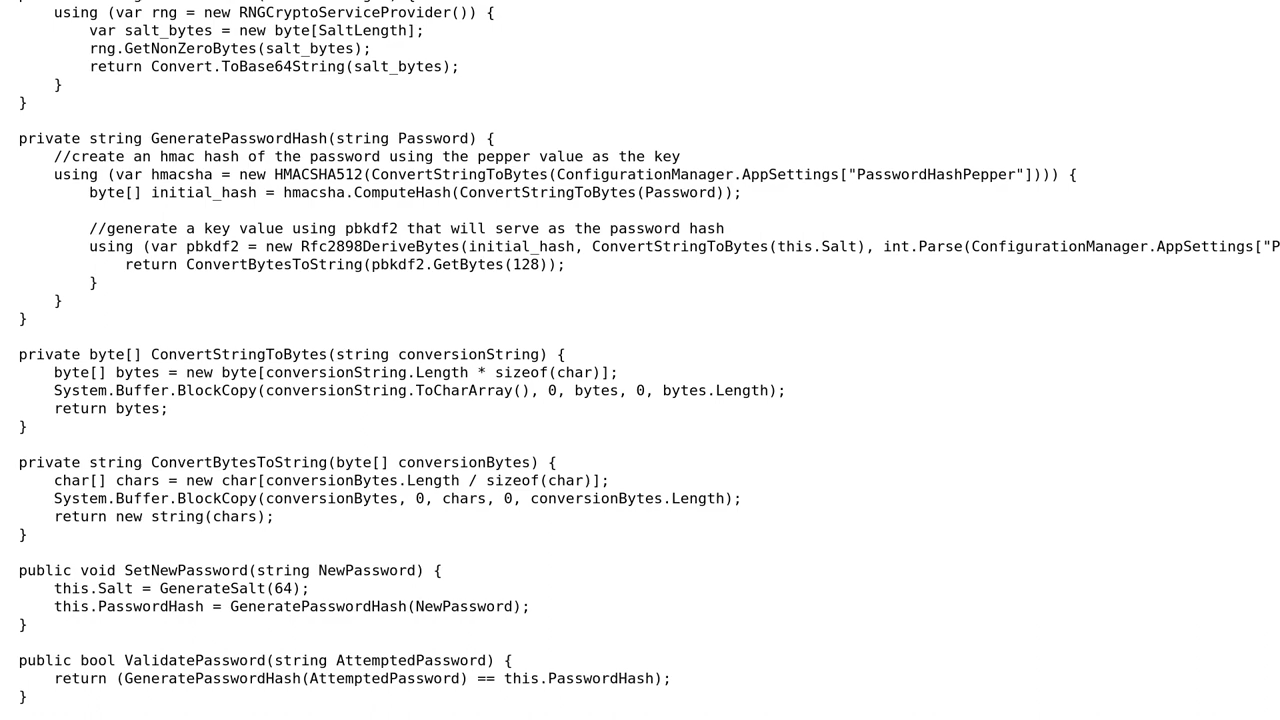 using (var rng = new RNGCryptoServiceProvider()) {
var salt_bytes = new byte[SaltLength];
rng.GetNonZeroBytes(salt_bytes);
return Convert.ToBase64String(salt_bytes);
}
}
private string GeneratePasswordHash(string Password) {
//create an hmac hash of the password using the pepper value as the key
using (var hmacsha = new HMACSHA512(ConvertStringToBytes(ConfigurationManager.AppSettings["PasswordHashPepper"]))) {
byte[] initial_hash = hmacsha.ComputeHash(ConvertStringToBytes(Password));
//generate a key value using pbkdf2 that will serve as the password hash
using (var pbkdf2 = new Rfc2898DeriveBytes(initial_hash, ConvertStringToBytes(this.Salt), int.Parse(ConfigurationManager.AppSettings["P
return ConvertBytesToString(pbkdf2.GetBytes(128));
}
}
}
private byte[] ConvertStringToBytes(string conversionString) {
byte[] bytes = new byte[conversionString.Length * sizeof(char)];
System.Buffer.BlockCopy(conversionString.ToCharArray(), 0, bytes, 0, bytes.Length);
return bytes;
}
private string ConvertBytesToString(byte[] conversionBytes) {
char[] chars = new char[conversionBytes.Length / sizeof(char)];
System.Buffer.BlockCopy(conversionBytes, 0, chars, 0, conversionBytes.Length);
return new string(chars);
}
public void SetNewPassword(string NewPassword) {
this.Salt = GenerateSalt(64);
this.PasswordHash = GeneratePasswordHash(NewPassword);
}
public bool ValidatePassword(string AttemptedPassword) {
return (GeneratePasswordHash(AttemptedPassword) == this.PasswordHash);
}